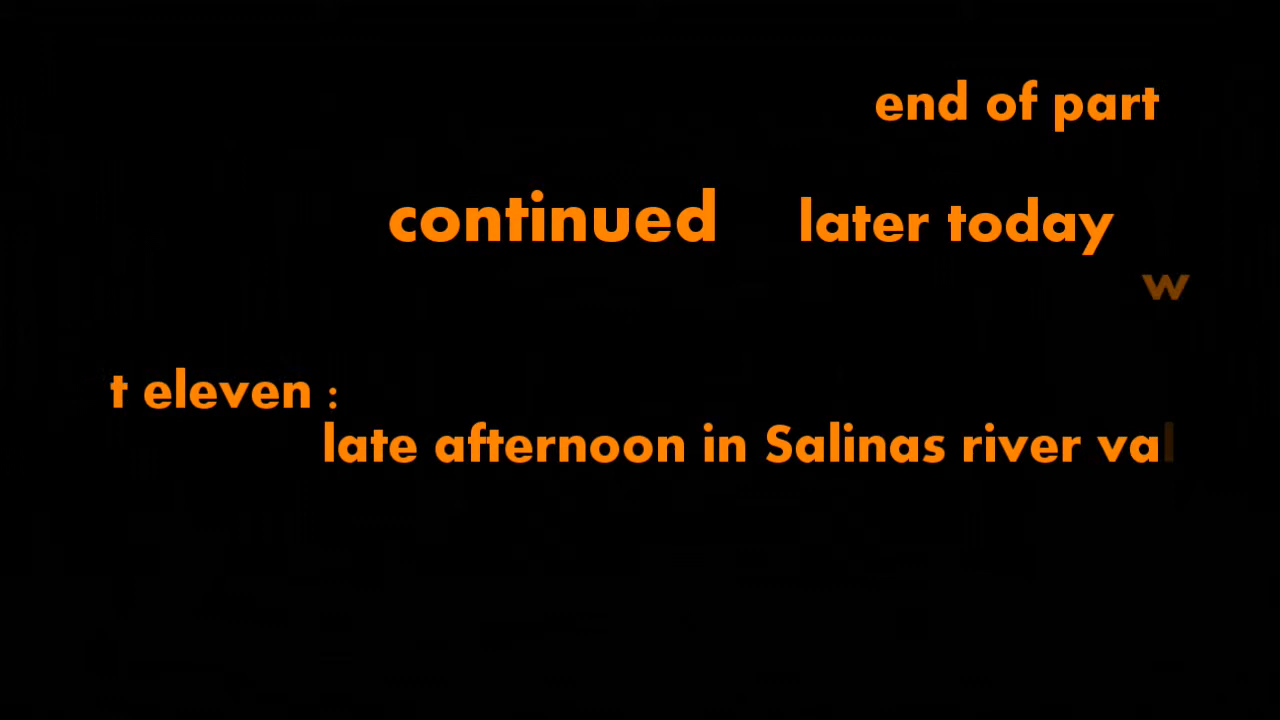 end of part
continued later today
w
t eleven :
late afternoon in Salinas river val